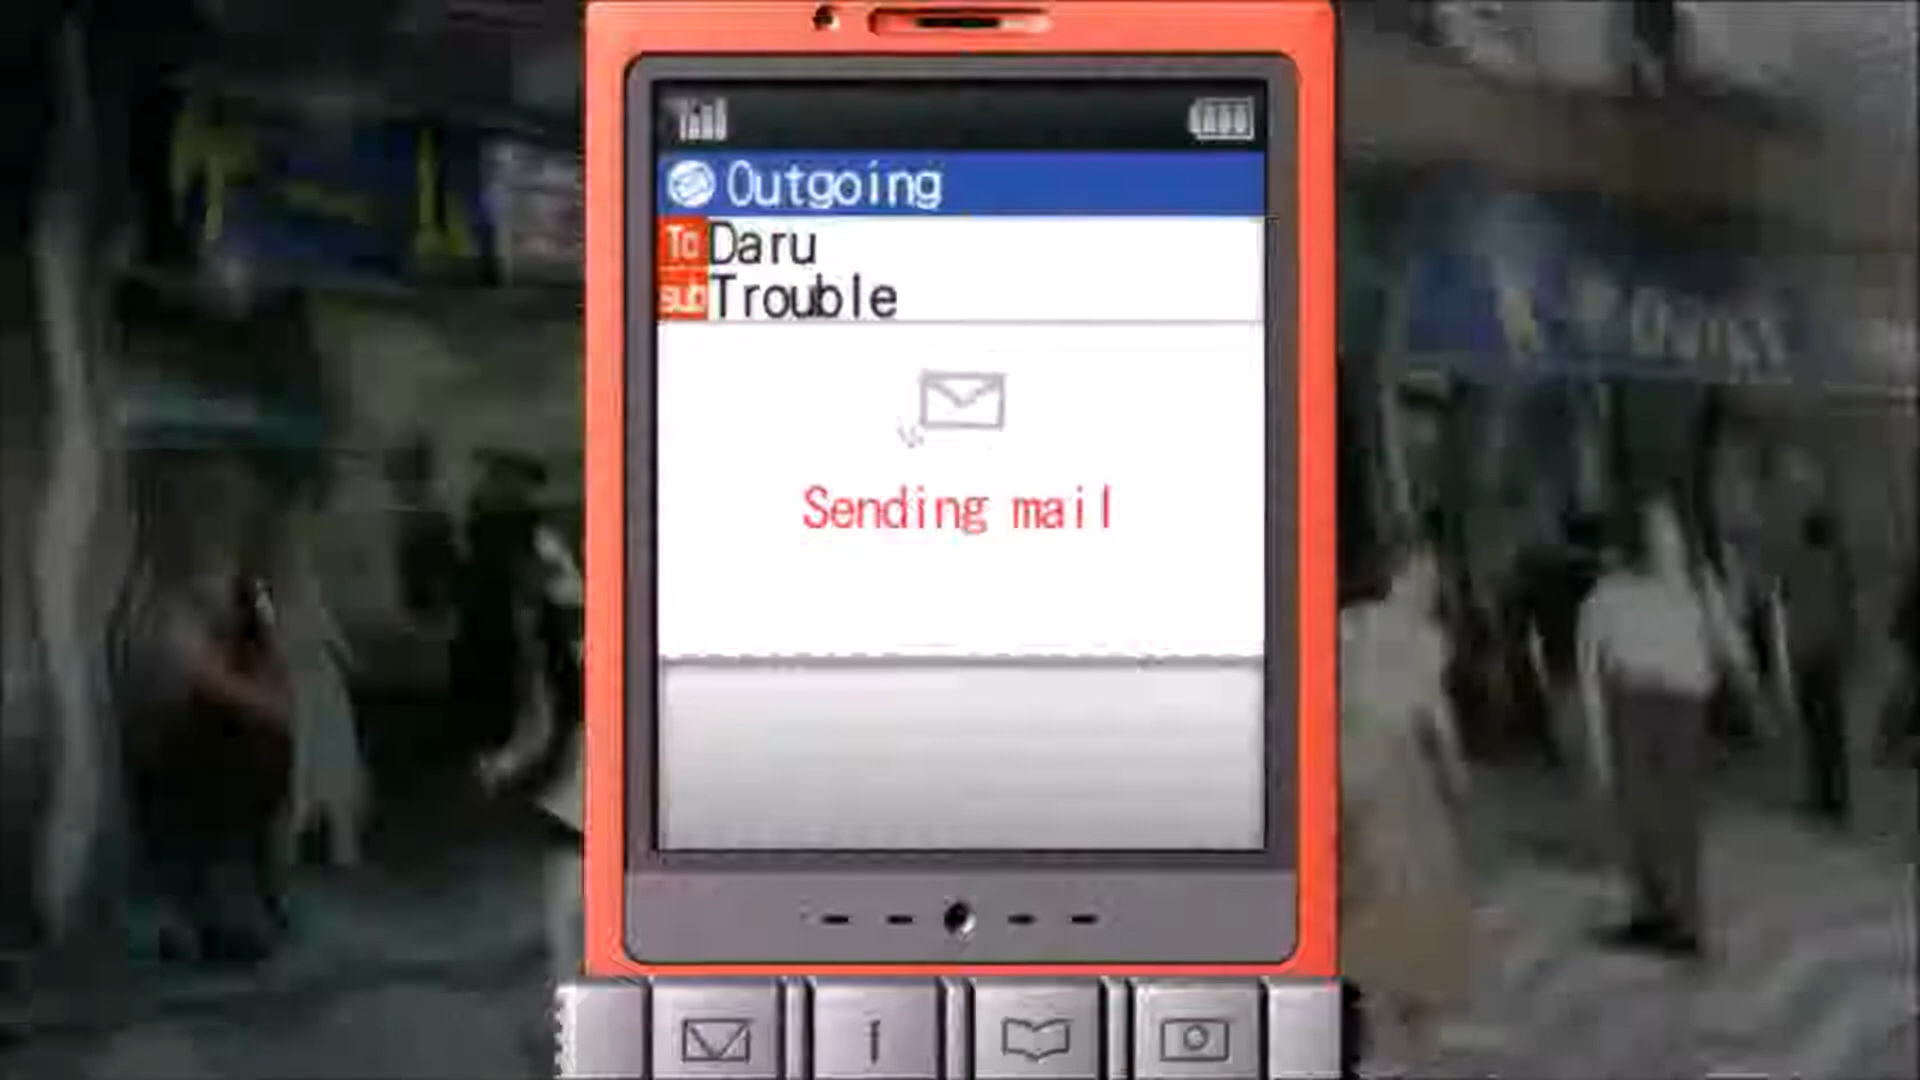 Outgoing
To Daru
sub Trouble
Sending mail
i